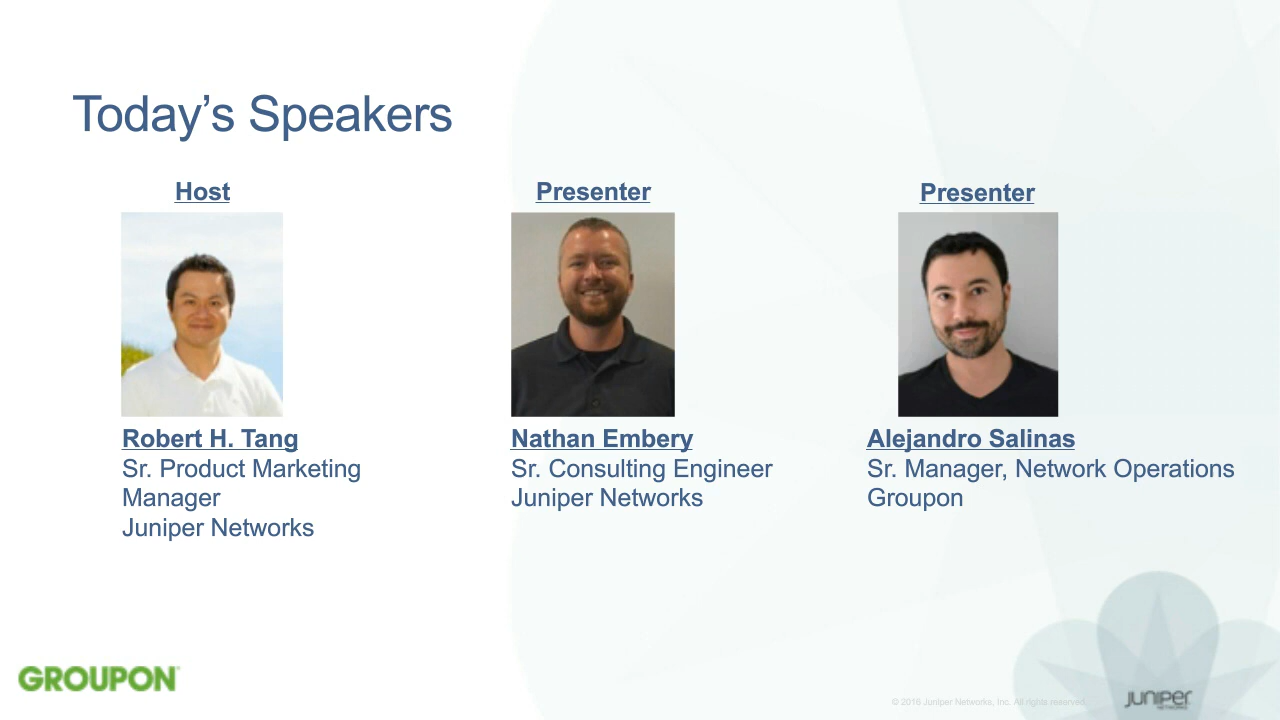 Today’s Speakers
Host
Presenter
Presenter
Robert H. Tang
Sr. Product Marketing
Manager
Juniper Networks
Nathan Embery
Sr. Consulting Engineer
Juniper Networks
Alejandro Salinas
Sr. Manager, Network Operations
Groupon
GROUPON
© 2016 Juniper Networks, Inc. All rights reserved.
JUNIPER
NETWORKS